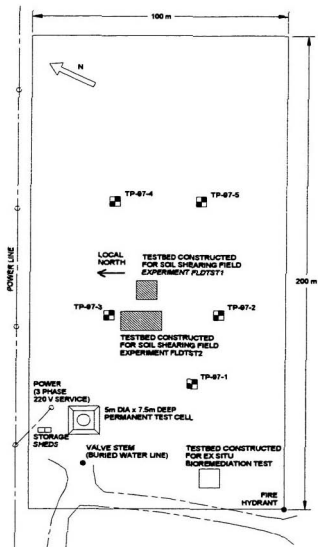 100 m
N
TP-97-4
TP-97-5
POWER LINE
LOCAL
NORTH
TESTBED CONSTRUCTED
FOR SOIL SHEARING FIELD
EXPERIMENT FLDTST1
200 m
TP-97-3
TP-97-2
TESTBED CONSTRUCTED
FOR SOIL SHEARING FIELD
EXPERIMENT FLDTST2
TP-97-1
POWER
(3 PHASE
220 V SERVICE)
5m DIA x 7.5m DEEP
PERMANENT TEST CELL
STORAGE
SHEDS
VALVE STEM
(BURIED WATER LINE)
TESTBED CONSTRUCTED
FOR EX SITU
BIOREMEDIATION TEST
FIRE
HYDRANT